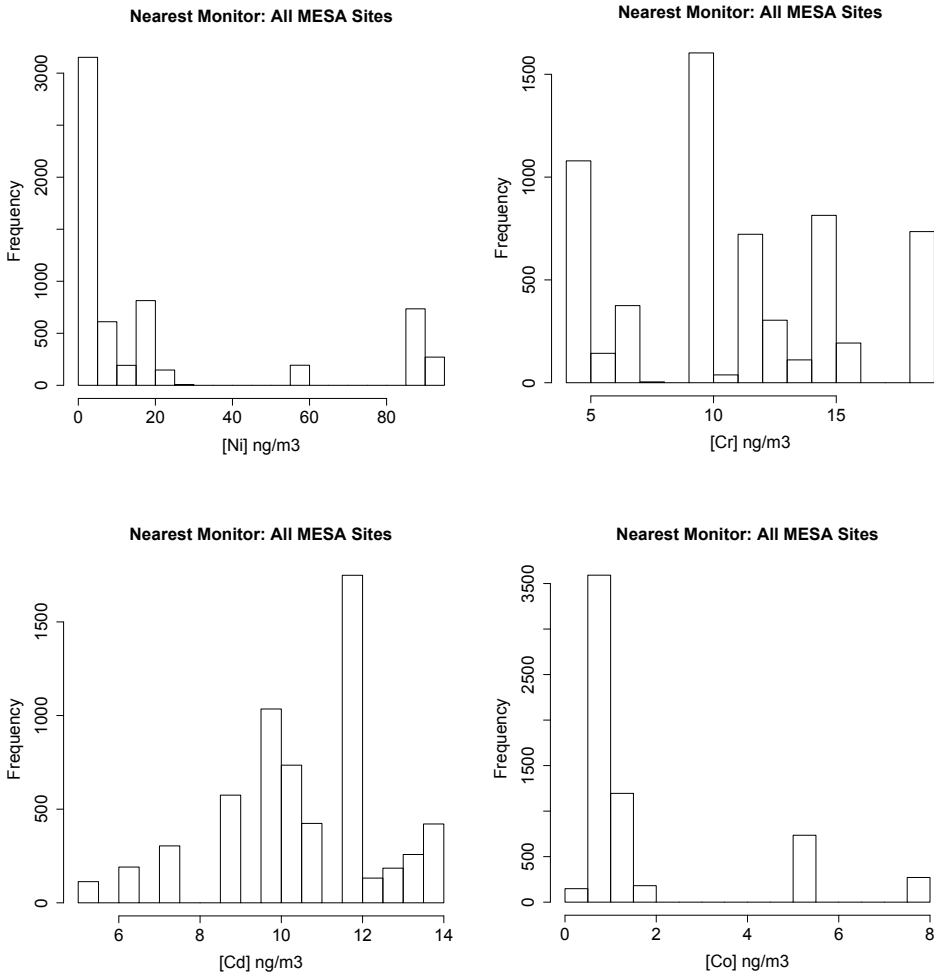 Nearest Monitor: All MESA Sites
Frequency
3000
2000
1000
500
0
0 20 40 60 80
[Ni] ng/m3
Nearest Monitor: All MESA Sites
Frequency
1500
1000
500
0
5 10 15
[Cr] ng/m3
Nearest Monitor: All MESA Sites
Frequency
1500
1000
500
0
6 8 10 12 14
[Cd] ng/m3
Nearest Monitor: All MESA Sites
Frequency
3500
2500
1500
500
0
0 2 4 6 8
[Co] ng/m3